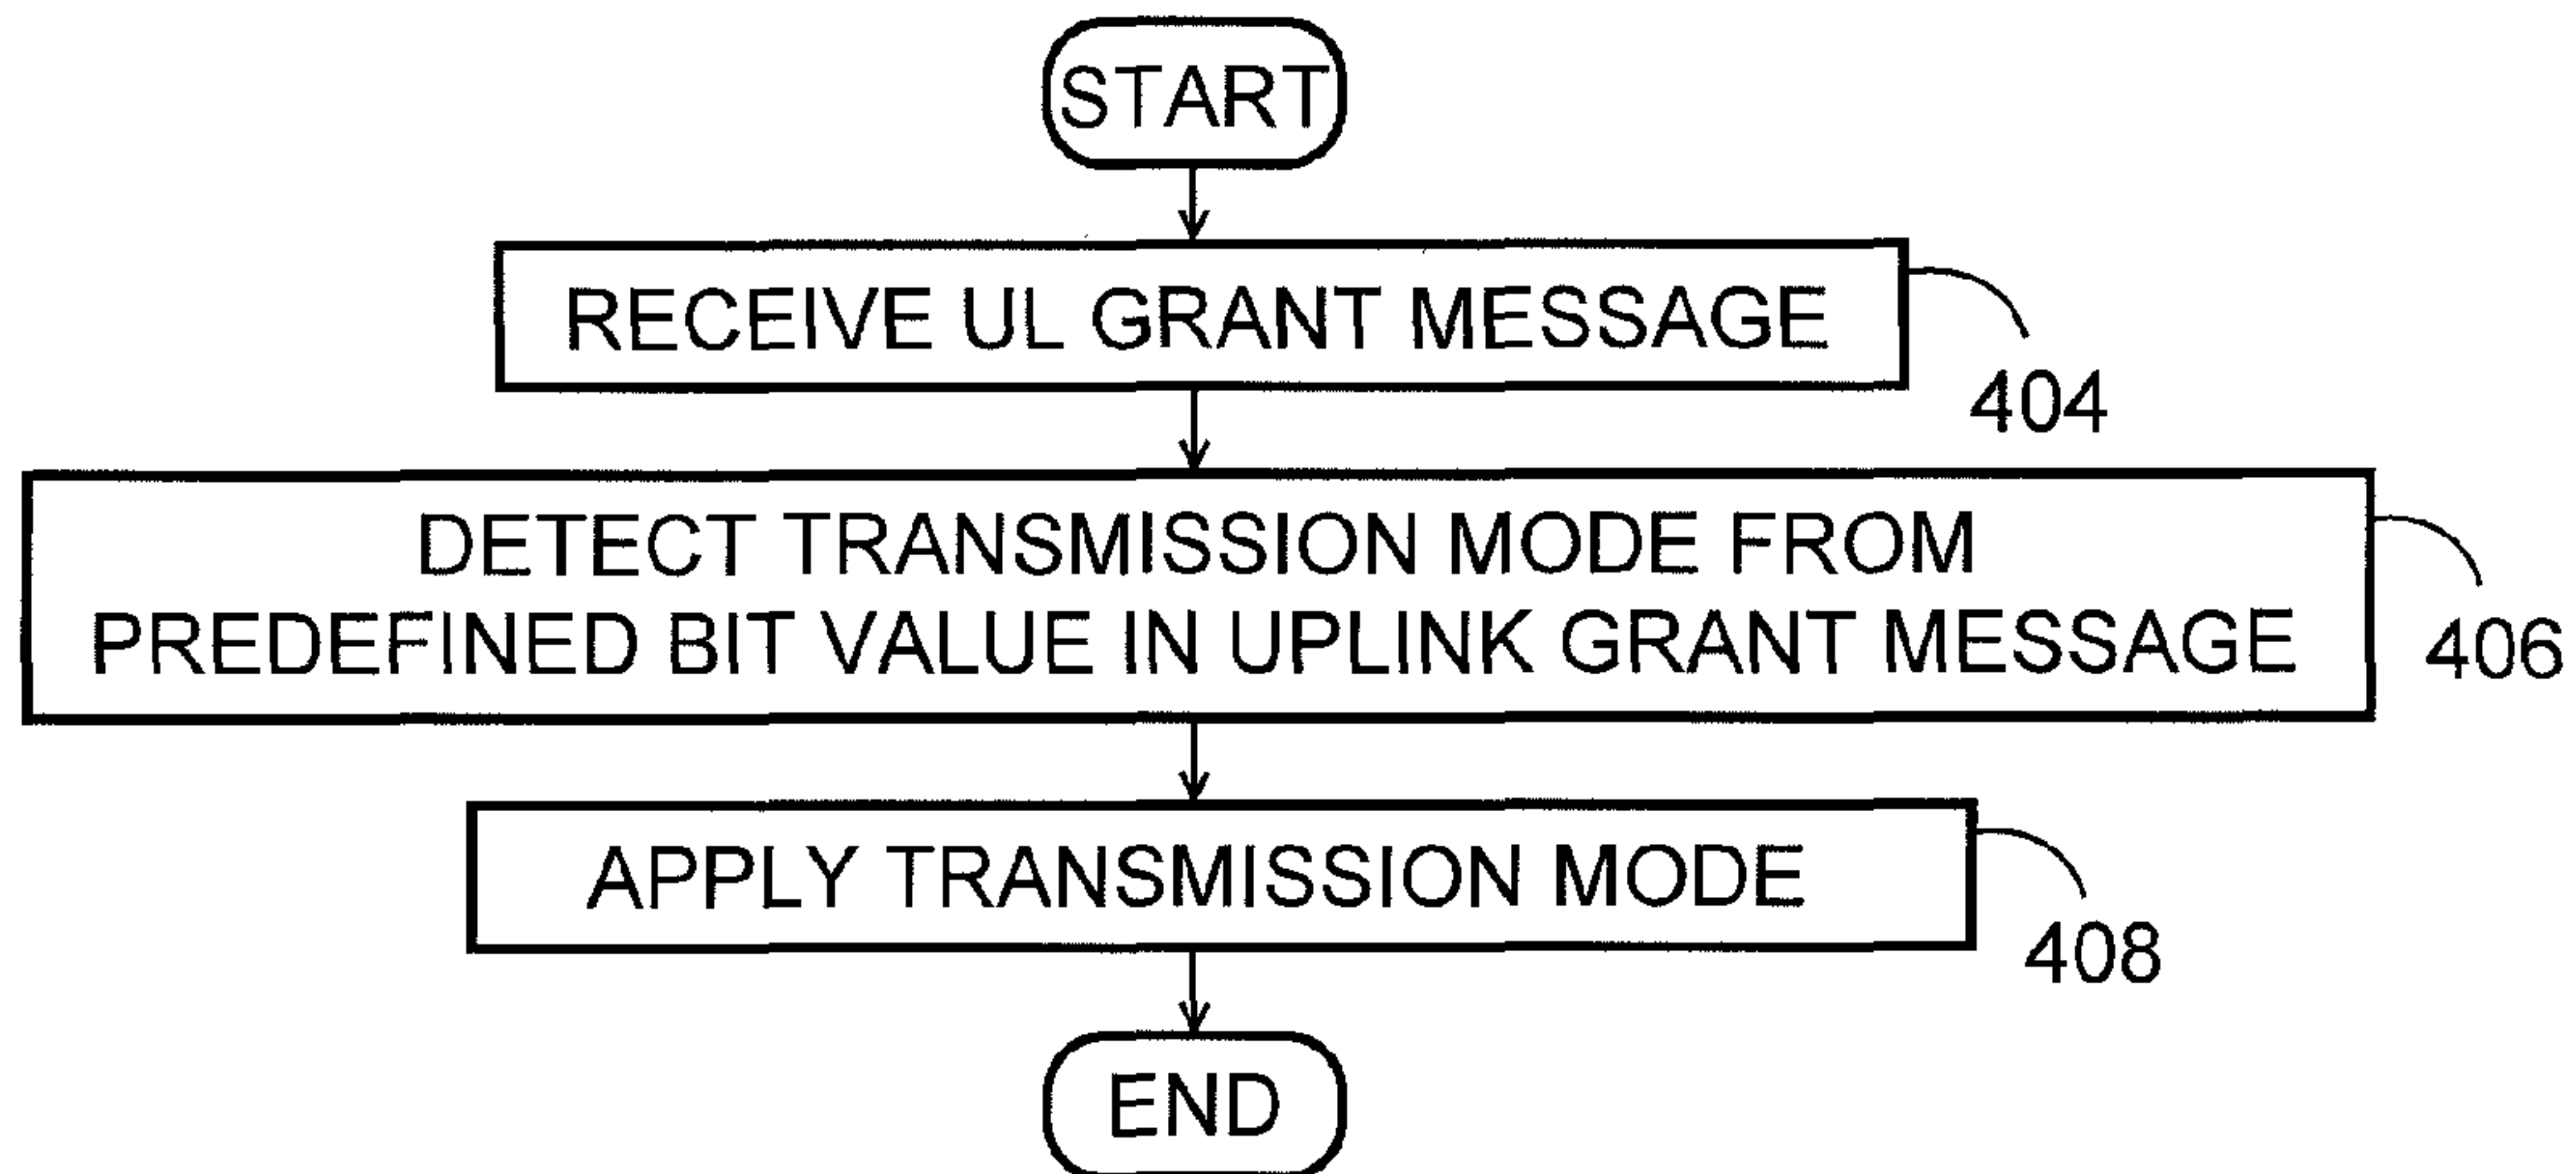 START
RECEIVE UL GRANT MESSAGE
404
DETECT TRANSMISSION MODE FROM
PREDEFINED BIT VALUE IN UPLINK GRANT MESSAGE
406
APPLY TRANSMISSION MODE
408
END